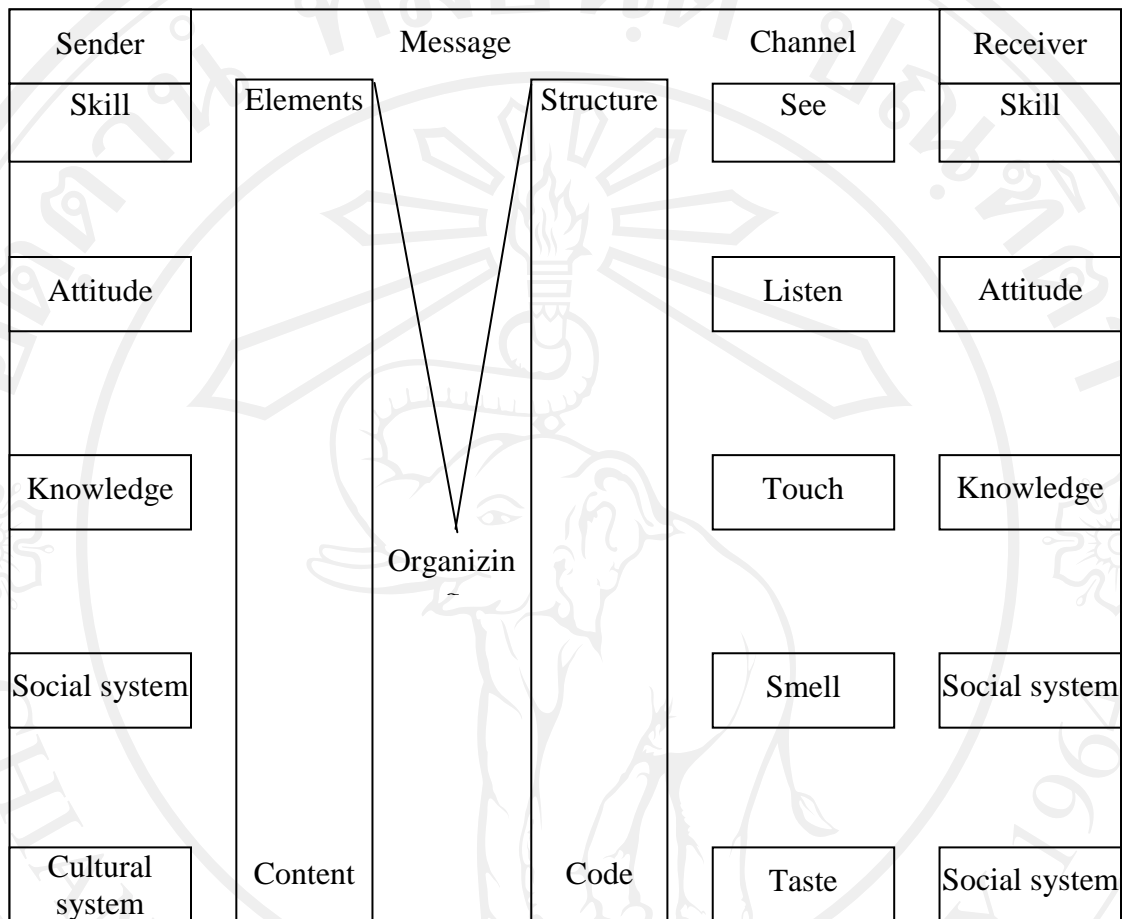 Sender
Message
Channel
Receiver
Skill
Elements
Structure
See
Skill
Attitude
Listen
Attitude
Knowledge
Touch
Knowledge
Organizin
Social system
Smell
Social system
Cultural
system
Content
Code
Taste
Social system
1964